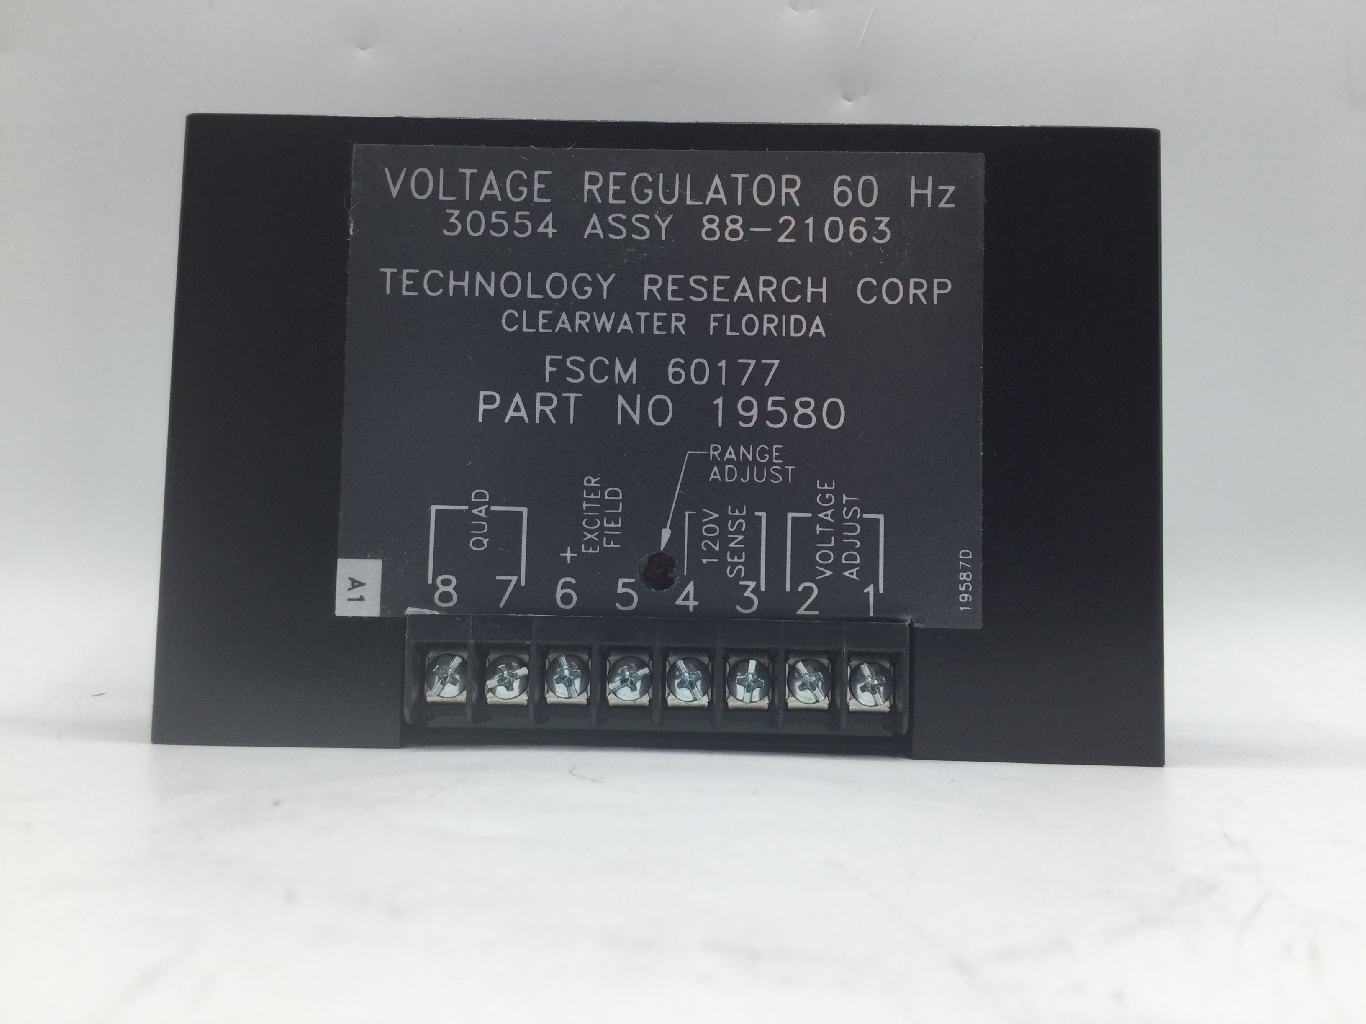 VOLTAGE REGULATOR 60 Hz
30554 ASSY 88-21063
TECHNOLOGY RESEARCH CORP
CLEARWATER FLORIDA
FSCM 60177
PART NO 19580
RANGE
ADJUST
QUAD
+ EXCITER
FIELD
120V
SENSE
VOLTAGE
ADJUST
8 7 6 5 4 3 2 1
A1
19587D